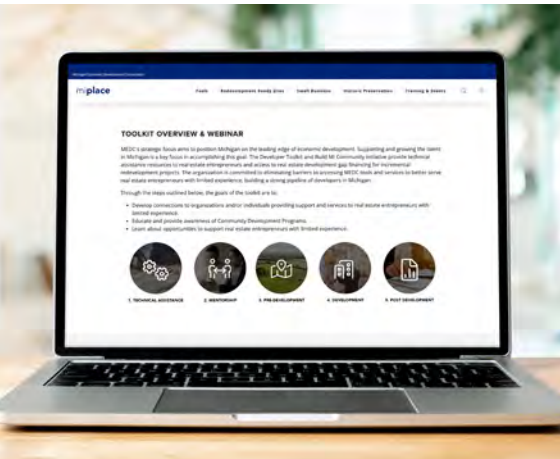 Michigan Economic Development Corporation
miplace
Tools Redevelopment Ready Sites Small Business Historic Preservation Training & Events
TOOLKIT OVERVIEW & WEBINAR
MEDC's strategic focus aims to position Michigan on the leading edge of economic development. Supporting and growing the talent
in Michigan is a key focus in accomplishing this goal. The Developer Toolkit and Build MI Community Initiative provide technical
assistance resources to real estate entrepreneurs and access to real estate development gap financing for incremental
redevelopment projects. The organization is committed to eliminating barriers to accessing MEDC tools and services to better serve
real estate entrepreneurs with limited experience, building a strong pipeline of developers in Michigan.
Through the steps outlined below, the goals of the toolkit are to:
• Develop connections to organizations and/or individuals providing support and services to real estate entrepreneurs with
limited experience.
• Educate and provide awareness of Community Development Programs.
• Learn about opportunities to support real estate entrepreneurs with limited experience.
1. TECHNICAL ASSISTANCE 2. MENTORSHIP 3. PRE-DEVELOPMENT 4. DEVELOPMENT 5. POST DEVELOPMENT